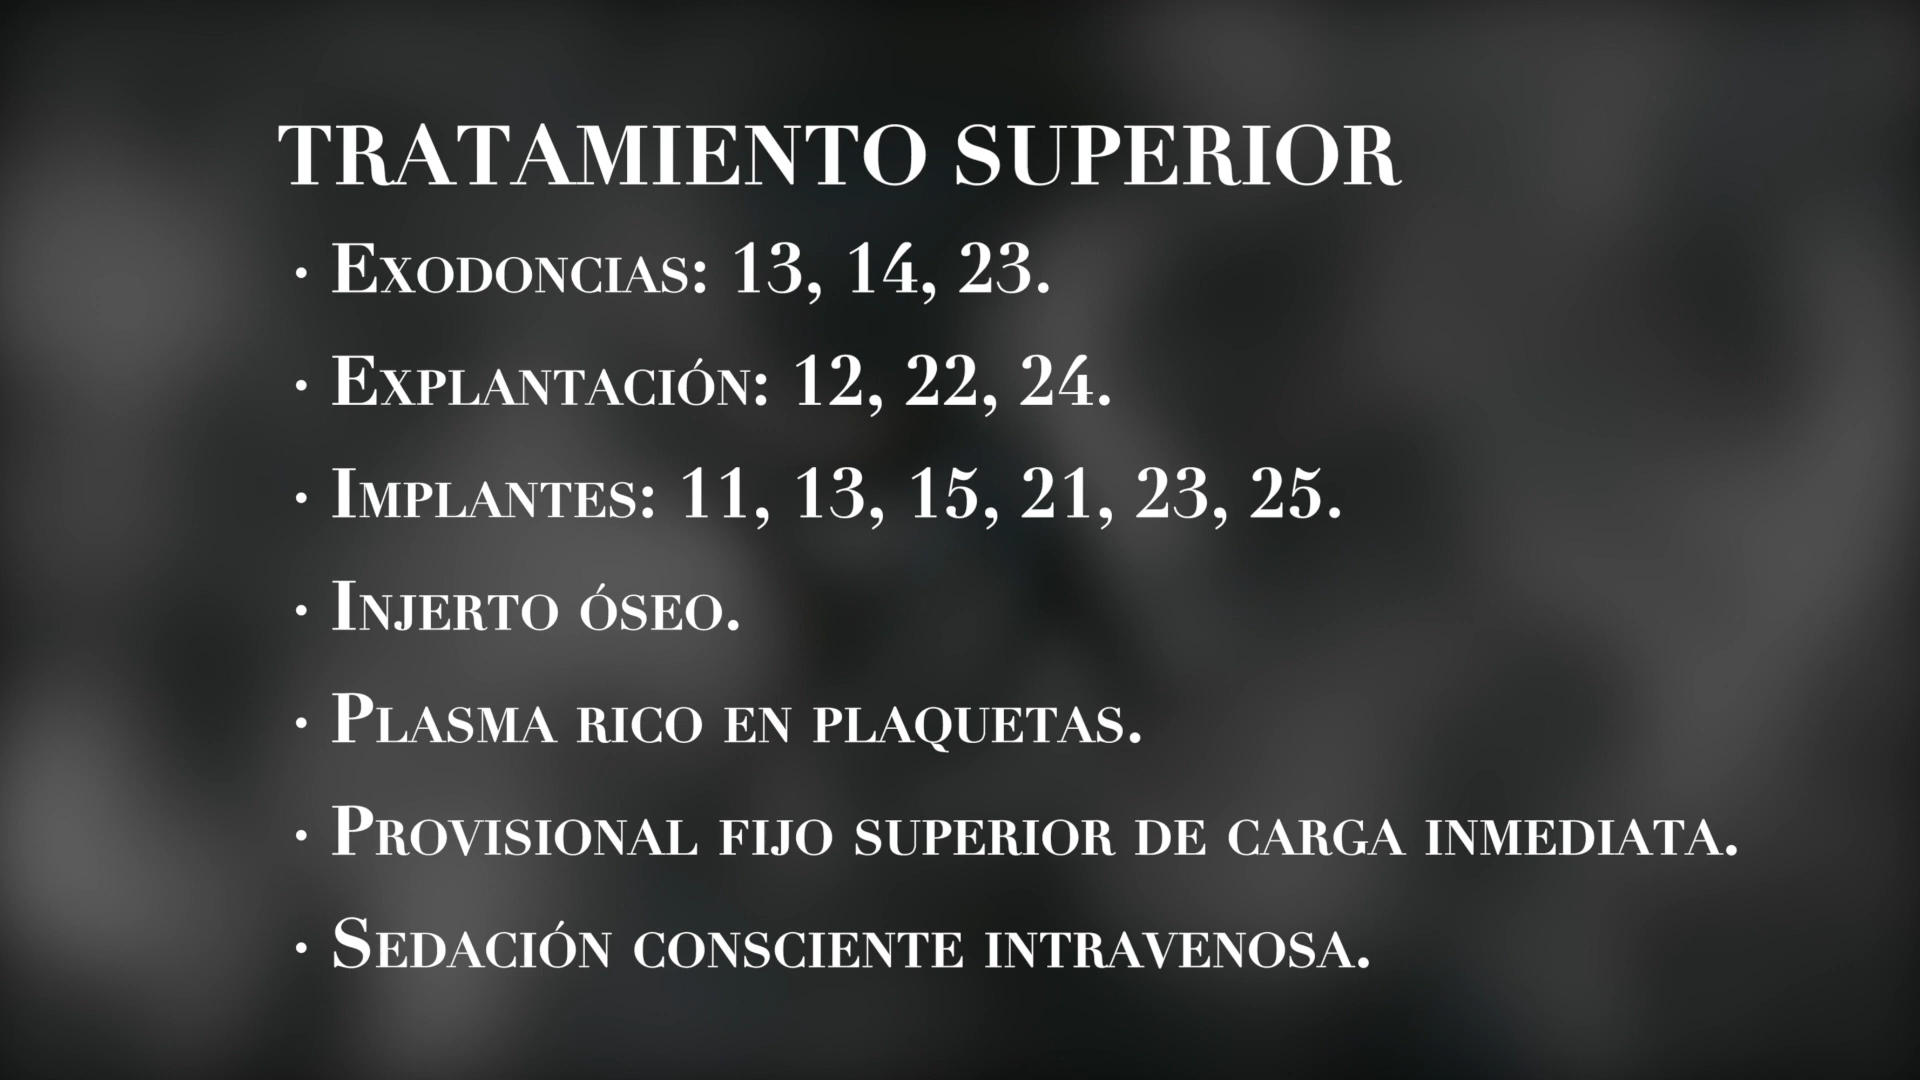 TRATAMIENTO SUPERIOR
· Exodoncias: 13, 14, 23.
· Explantación: 12, 22, 24.
· Implantes: 11, 13, 15, 21, 23, 25.
· Injerto óseo.
· Plasma rico en plaquetas.
· Provisional fijo superior de carga inmediata.
· Sedación consciente intravenosa.